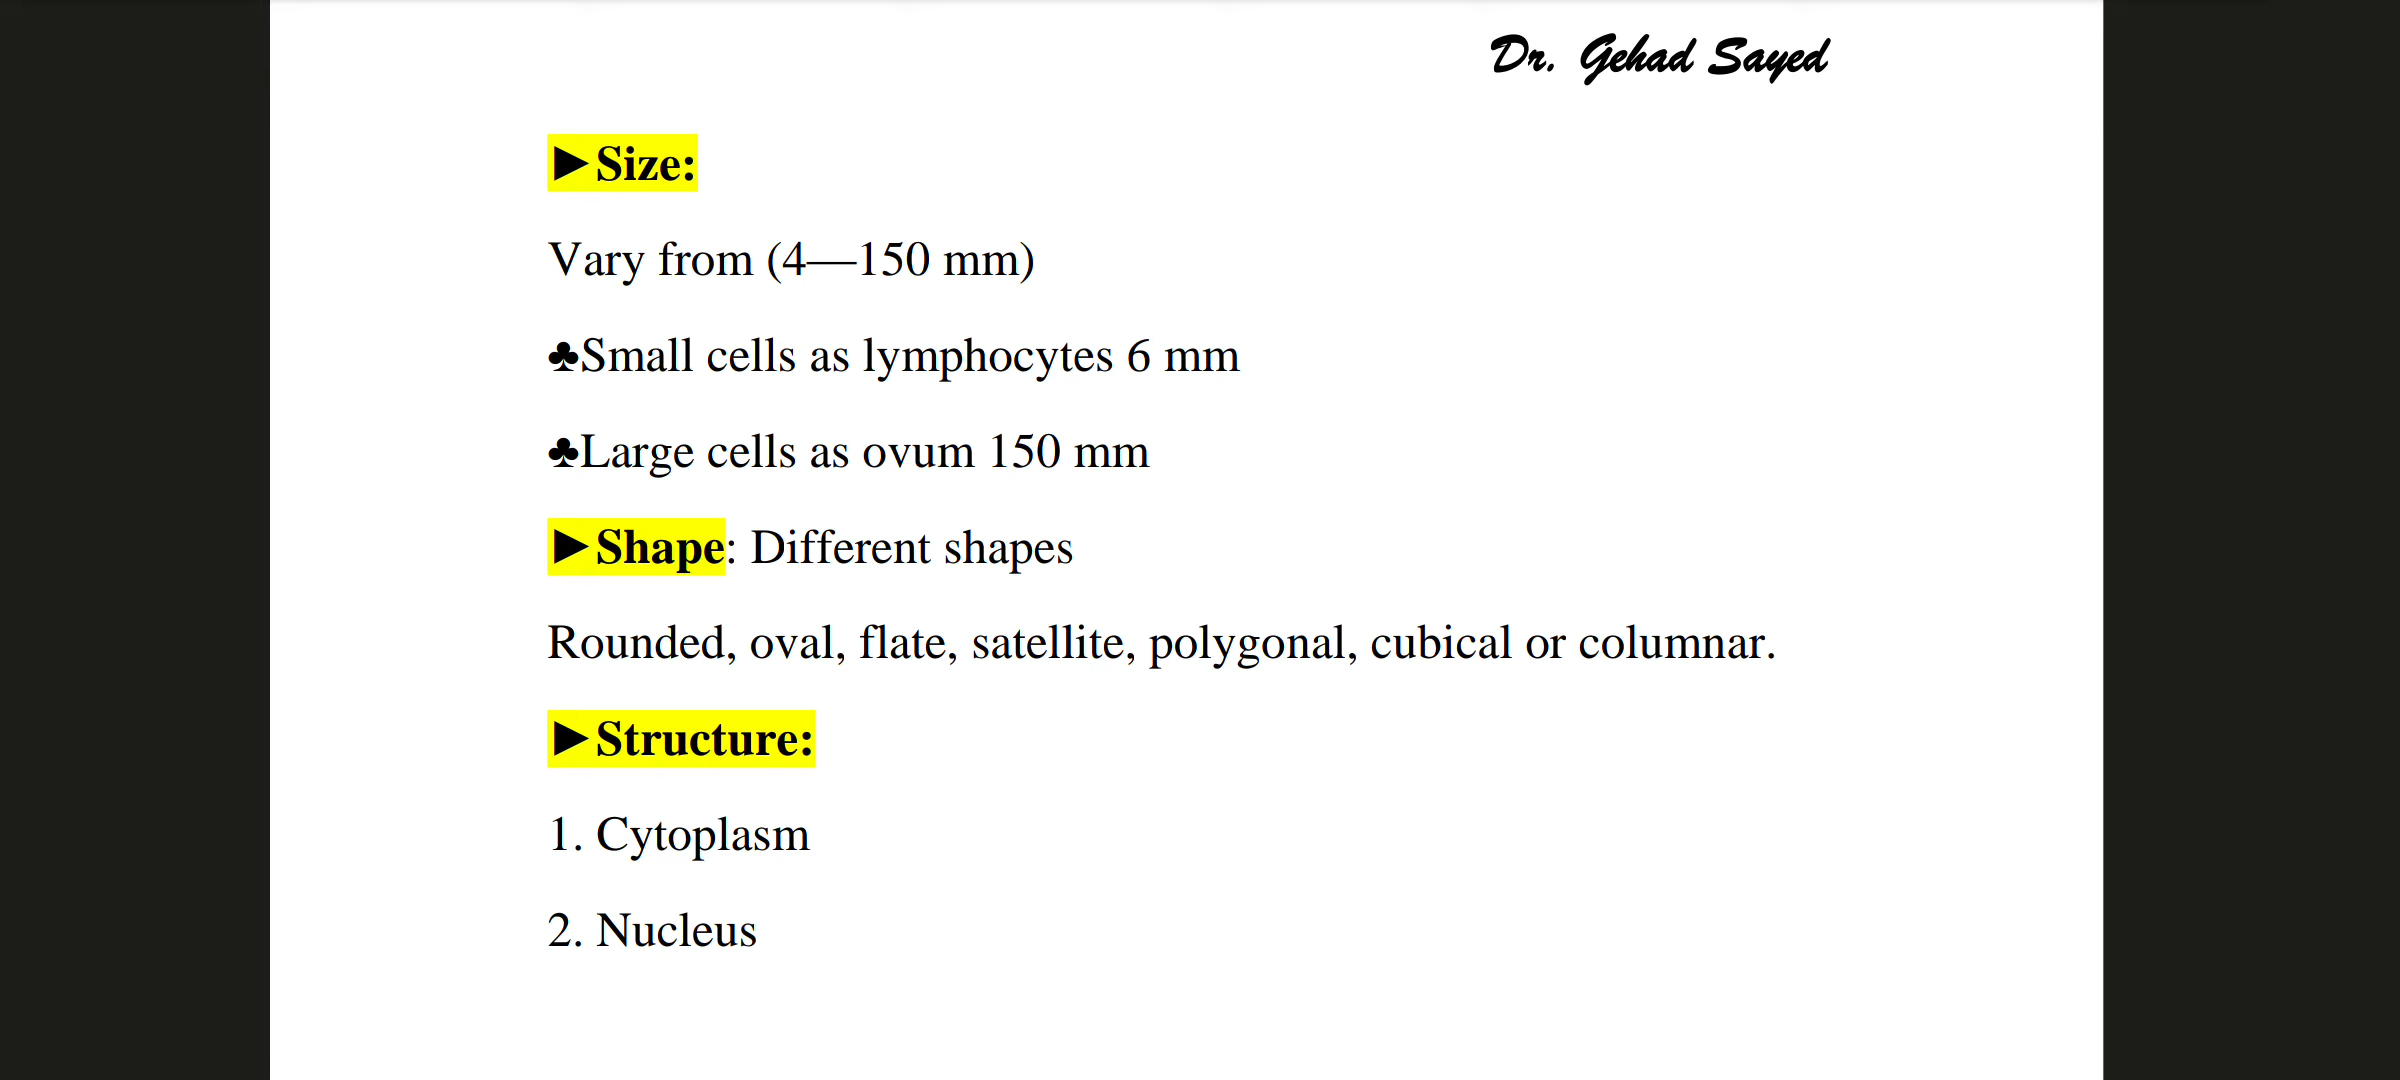 Dr. Gehad Sayed
►Size:
Vary from (4—150 mm)
♣Small cells as lymphocytes 6 mm
♣Large cells as ovum 150 mm
►Shape: Different shapes
Rounded, oval, flate, satellite, polygonal, cubical or columnar.
►Structure:
1. Cytoplasm
2. Nucleus